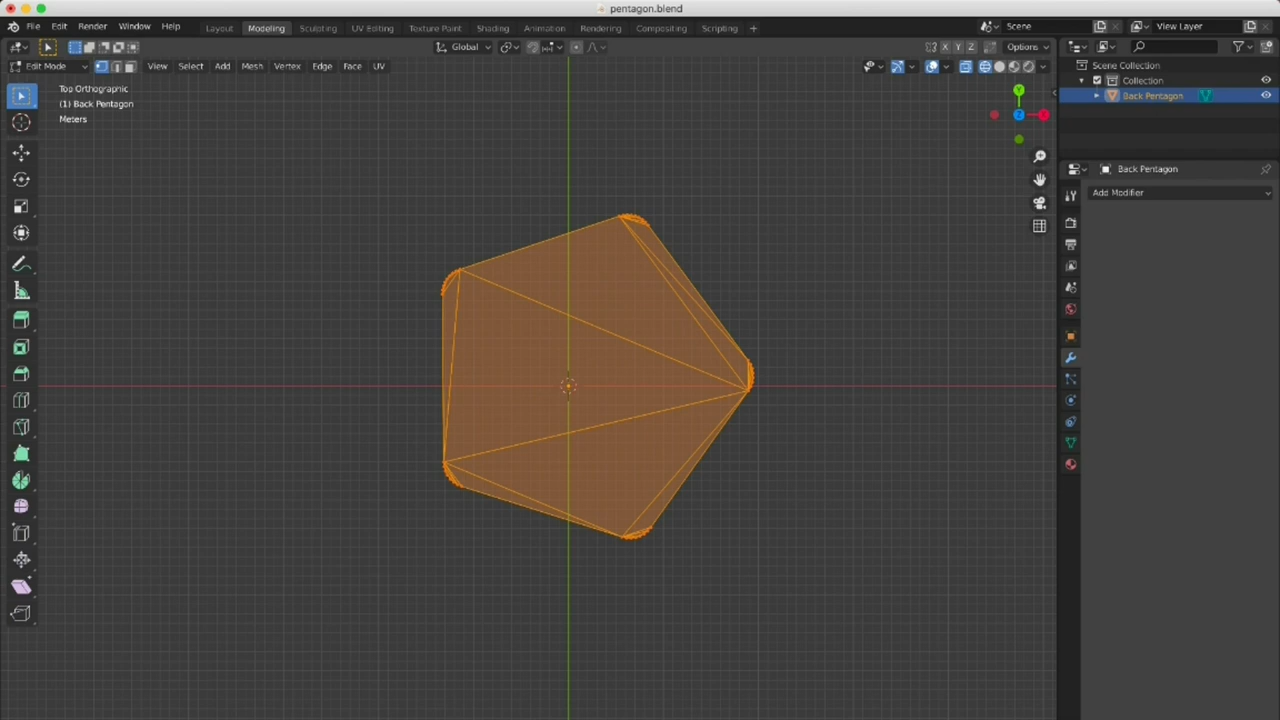 pentagon.blend
File Edit Render Window Help Layout Modeling Sculpting UV Editing Texture Paint Shading Animation Rendering Compositing Scripting + Scene View Layer
Global X Y Z Options
Edit Mode View Select Add Mesh Vertex Edge Face UV
Top Orthographic
(1) Back Pentagon
Meters
Y
Z X
Scene Collection
Collection
Back Pentagon
Back Pentagon
Add Modifier